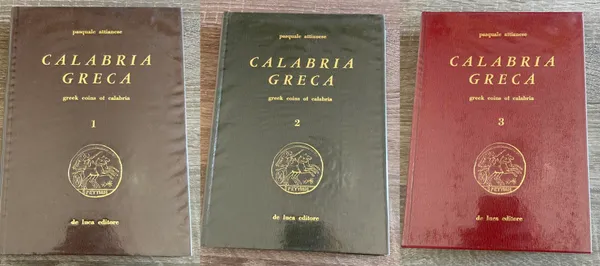 pasquale attianese
CALABRIA
GRECA
greek coins of calabria
1
de luca editore
pasquale attianese
CALABRIA
GRECA
greek coins of calabria
2
de luca editore
pasquale attianese
CALABRIA
GRECA
greek coins of calabria
3
de luca editore